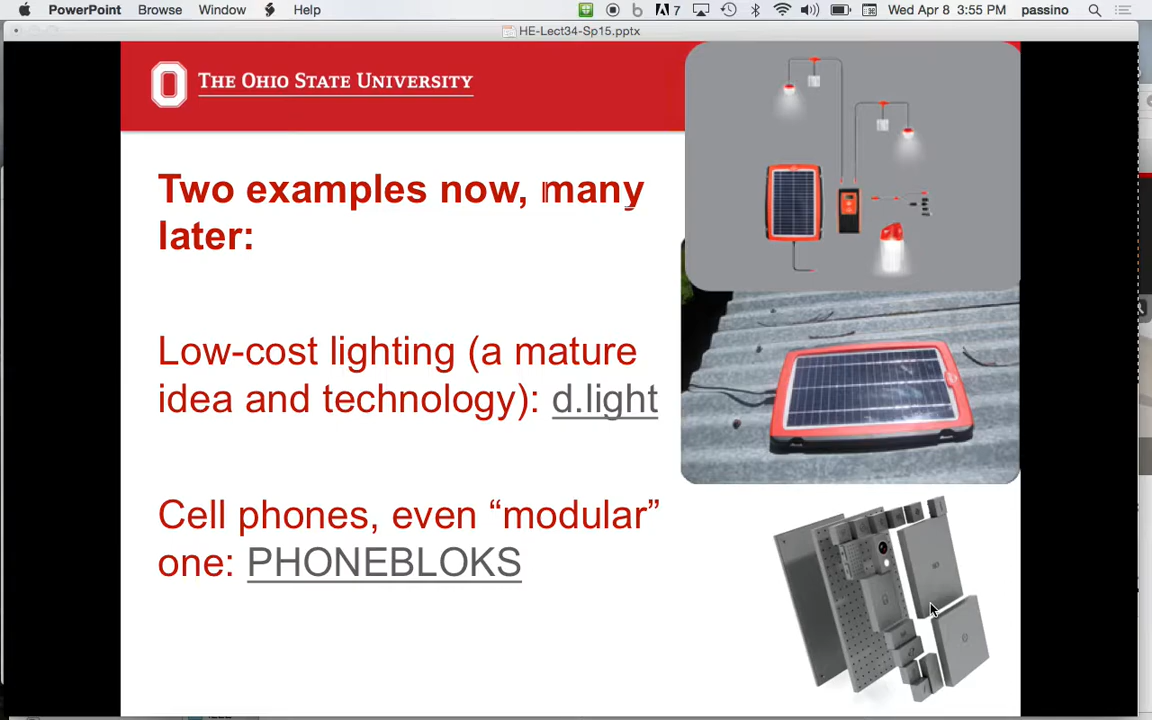 PowerPoint Browse Window Help 7 Wed Apr 8 3:55 PM passino
HE-Lect34-Sp15.pptx
THE OHIO STATE UNIVERSITY
Two examples now, many
later:
Low-cost lighting (a mature
idea and technology): d.light
Cell phones, even “modular”
one: PHONEBLOKS